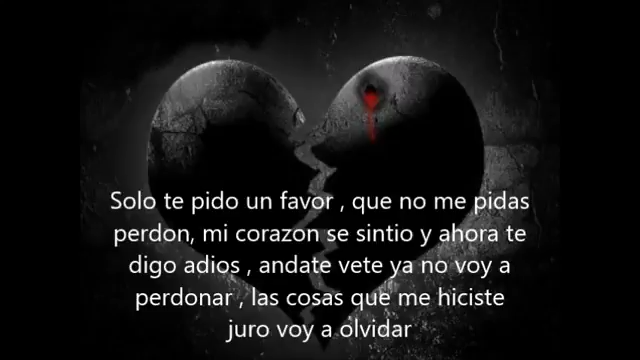 Solo te pido un favor , que no me pidas
perdon, mi corazon se sintio y ahora te
digo adios , andate vete ya no voy a
perdonar , las cosas que me hiciste
juro voy a olvidar